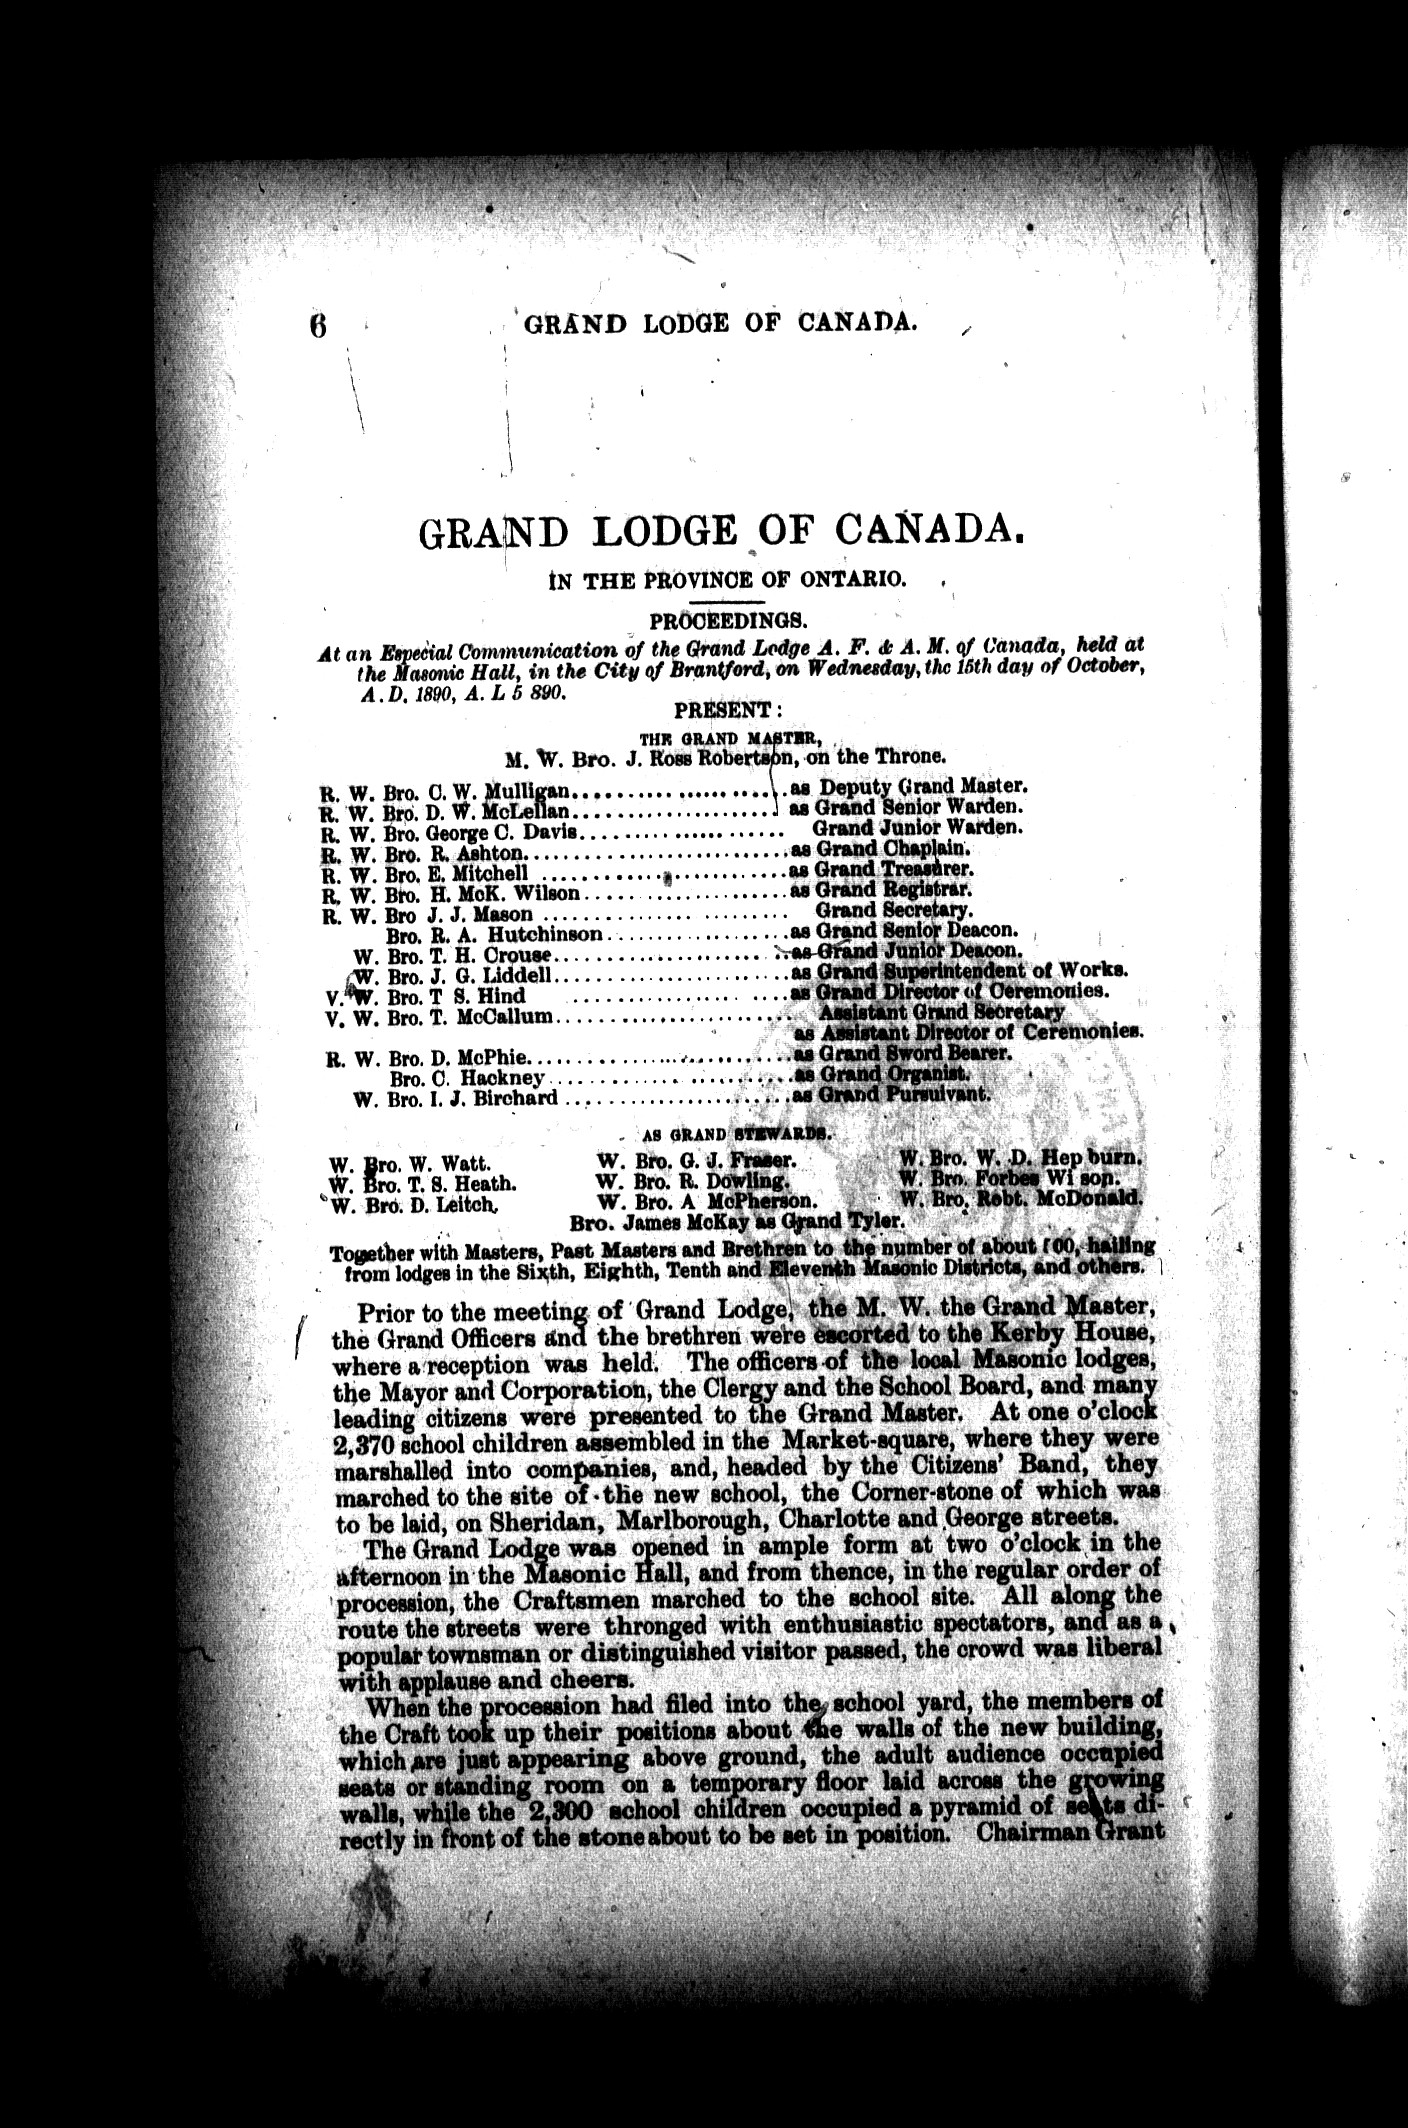 6 GRAND LODGE OF CANADA.
GRAND LODGE OF CANADA.
IN THE PROVINCE OF ONTARIO.
PROCEEDINGS.
At an Especial Communication of the Grand Lodge A. F. & A. M. of Canada, held at
the Masonic Hall, in the City of Brantford, on Wednesday, the 15th day of October,
A. D. 1890, A. L 5 890.
PRESENT :
THE GRAND MASTER,
M. W. Bro. J. Ross Robertson, on the Throne.
R. W. Bro. C. W. Mulligan........................as Deputy Grand Master.
R. W. Bro. D. W. McLellan......................as Grand Senior Warden.
R. W. Bro. George C. Davis...................... Grand Junior Warden.
R. W. Bro. R. Ashton...........................as Grand Chaplain.
R. W. Bro. E. Mitchell .........................as Grand Treasurer.
R. W. Bro. H. McK. Wilson.....................as Grand Registrar.
R. W. Bro J. J. Mason ....................... Grand Secretary.
Bro. R. A. Hutchinson...................as Grand Senior Deacon.
W. Bro. T. H. Crouse......................as Grand Junior Deacon.
W. Bro. J. G. Liddell........................as Grand Superintendent of Works.
V. W. Bro. T S. Hind ....................as Grand Director of Ceremonies.
V. W. Bro. T. McCallum......................... Assistant Grand Secretary
as Assistant Director of Ceremonies.
R. W. Bro. D. McPhie..........................as Grand Sword Bearer.
Bro. C. Hackney.........................as Grand Organist.
W. Bro. I. J. Birchard ......................as Grand Pursuivant.
AS GRAND STEWARDS.
W. Bro. W. Watt. W. Bro. G. J. Fraser. W. Bro. W. D. Hep burn.
W. Bro. T. S. Heath. W. Bro. R. Dowling. W. Bro. Forbes Wi son.
W. Bro. D. Leitch, W. Bro. A McPherson. W. Bro. Robt. McDonald.
Bro. James McKay as Grand Tyler.
Together with Masters, Past Masters and Brethren to the number of about 00, hailing
from lodges in the Sixth, Eighth, Tenth and Eleventh Masonic Districts, and others.
Prior to the meeting of Grand Lodge, the M. W. the Grand Master,
the Grand Officers and the brethren were escorted to the Kerby House,
where a reception was held. The officers of the local Masonic lodges,
the Mayor and Corporation, the Clergy and the School Board, and many
leading citizens were presented to the Grand Master. At one o'clock
2,370 school children assembled in the Market-square, where they were
marshalled into companies, and, headed by the Citizens' Band, they
marched to the site of the new school, the Corner-stone of which was
to be laid, on Sheridan, Marlborough, Charlotte and George streets.
The Grand Lodge was opened in ample form at two o'clock in the
afternoon in the Masonic Hall, and from thence, in the regular order of
procession, the Craftsmen marched to the school site. All along the
route the streets were thronged with enthusiastic spectators, and as a
popular townsman or distinguished visitor passed, the crowd was liberal
with applause and cheers.
When the procession had filed into the school yard, the members of
the Craft took up their positions about the walls of the new building,
which are just appearing above ground, the adult audience occupied
seats or standing room on a temporary floor laid across the growing
walls, while the 2,300 school children occupied a pyramid of seats di-
rectly in front of the stone about to be set in position. Chairman Grant